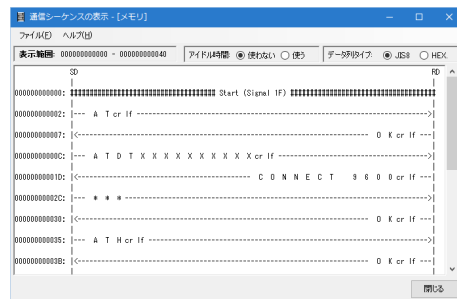 通信シーケンスの表示 - [メモリ]
ファイル(F) ヘルプ(H)
表示範囲: 000000000000 - 000000000040 アイドル時間: 使わない 使う データ列タイプ: JIS8 HEX.
SD RD
000000000000: ‡‡‡‡‡‡‡‡‡‡‡‡‡‡‡‡‡‡‡‡‡‡‡‡‡‡‡‡‡‡ Start (Signal IF) ‡‡‡‡‡‡‡‡‡‡‡‡‡‡‡‡‡‡‡‡‡‡‡‡‡‡‡‡‡‡
000000000002: |--- A T cr lf ------------------------------------------------------------>|
000000000007: |<------------------------------------------------------------ O K cr lf ---|
00000000000C: |--- A T D T X X X X X X X X X X cr lf -------------------------------->|
00000000001D: |<------------------------------------ C O N N E C T 9 6 0 0 cr lf ---|
00000000002C: |--- * * * ---------------------------------------------------------------->|
000000000030: |<------------------------------------------------------------ O K cr lf ---|
000000000035: |--- A T H cr lf ---------------------------------------------------------->|
00000000003B: |<------------------------------------------------------------ O K cr lf ---|
閉じる